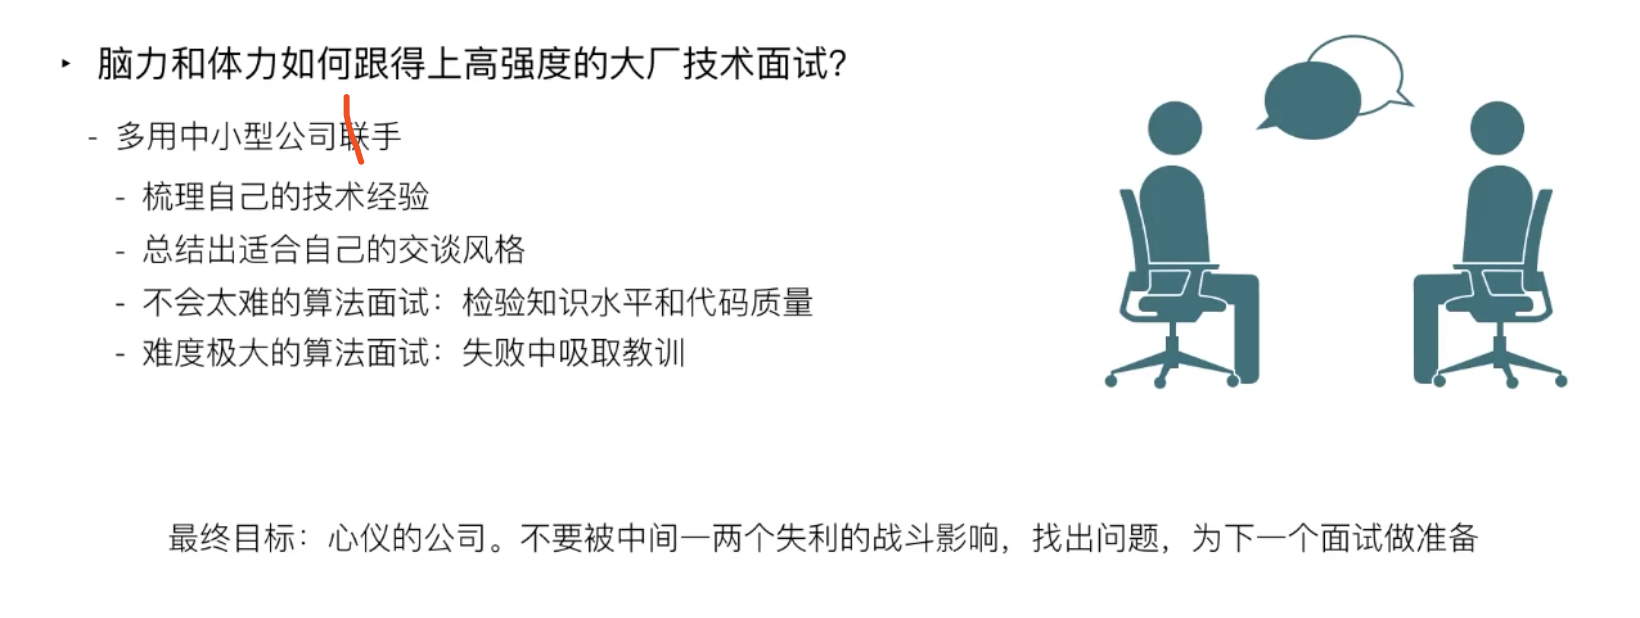 ‣ 脑力和体力如何跟得上高强度的大厂技术面试?
- 多用中小型公司联手
- 梳理自己的技术经验
- 总结出适合自己的交谈风格
- 不会太难的算法面试：检验知识水平和代码质量
- 难度极大的算法面试：失败中吸取教训
最终目标：心仪的公司。不要被中间一两个失利的战斗影响，找出问题，为下一个面试做准备